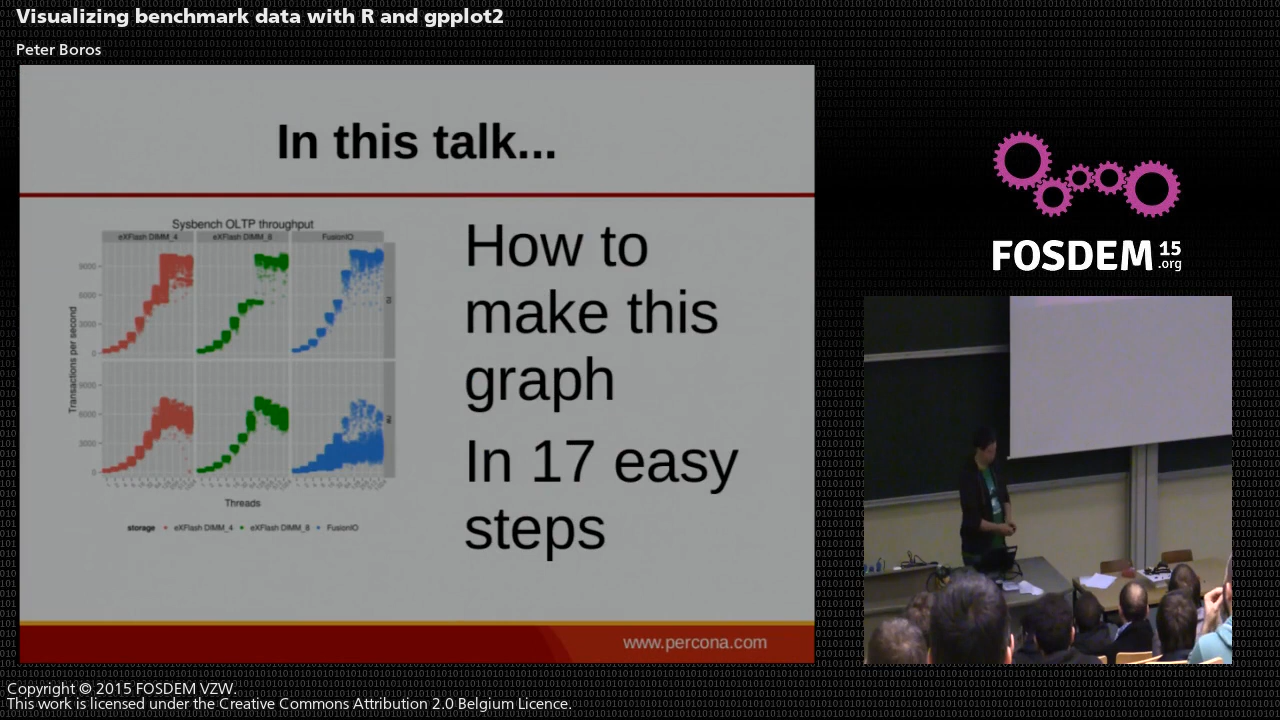 Visualizing benchmark data with R and gpplot2
Peter Boros
In this talk...
Sysbench OLTP throughput
eXFlash DIMM_4 eXFlash DIMM_8 FusionIO
Transactions per second
9000
6000
3000
0
9000
6000
3000
0
Threads
storage eXFlash DIMM_4 eXFlash DIMM_8 FusionIO
How to
make this
graph
In 17 easy
steps
www.percona.com
FOSDEM 15
.org
Copyright © 2015 FOSDEM VZW.
This work is licensed under the Creative Commons Attribution 2.0 Belgium Licence.